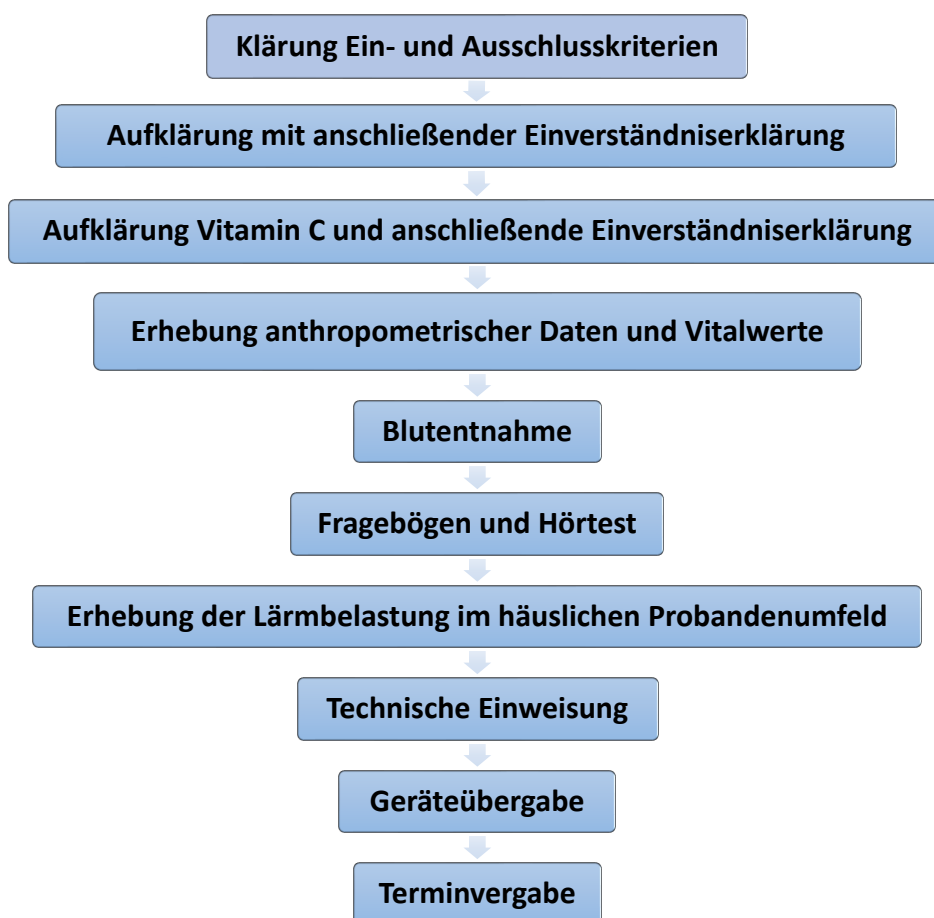 Klärung Ein- und Ausschlusskriterien
Aufklärung mit anschließender Einverständniserklärung
Aufklärung Vitamin C und anschließende Einverständniserklärung
Erhebung anthropometrischer Daten und Vitalwerte
Blutentnahme
Fragebögen und Hörtest
Erhebung der Lärmbelastung im häuslichen Probandenumfeld
Technische Einweisung
Geräteübergabe
Terminvergabe